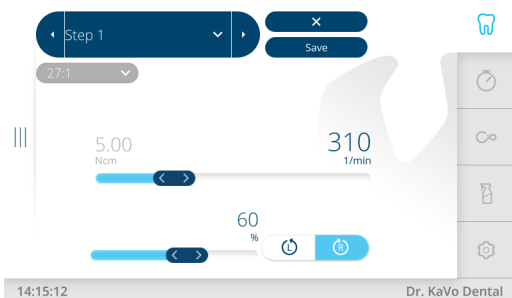 Step 1
×
Save
27:1
5.00
Ncm
310
1/min
60
%
L
R
14:15:12
Dr. KaVo Dental